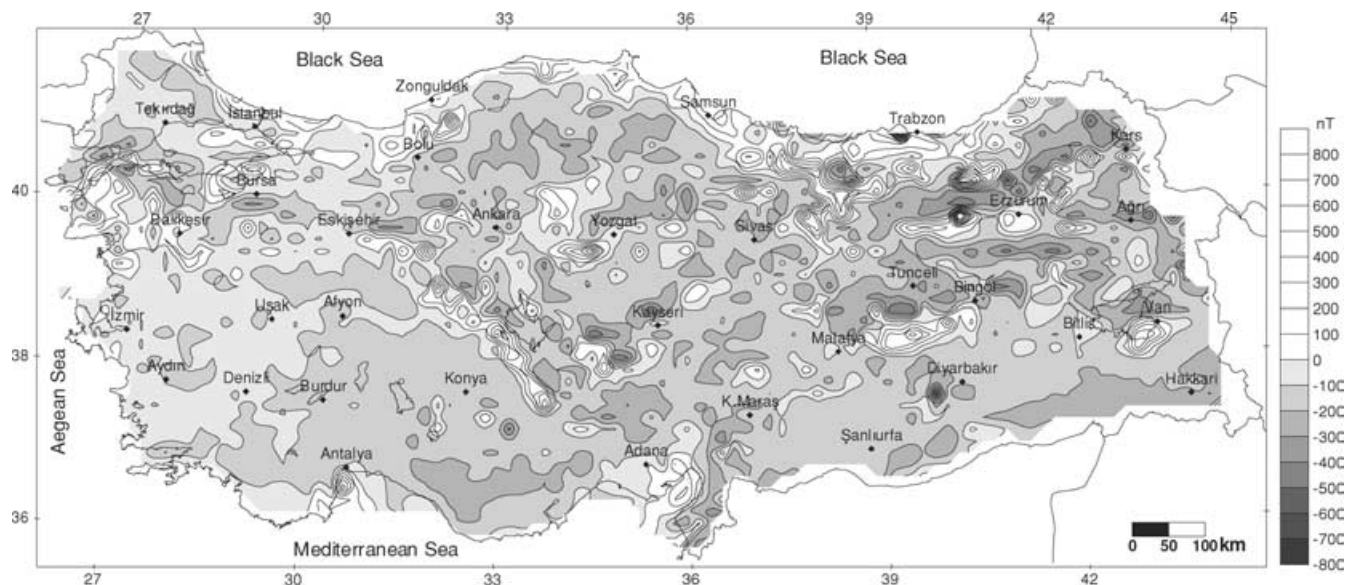 27 30 33 36 39 42 45
Black Sea Black Sea
nT
Zonguldak
Samsun
Tekirdağ İstanbul
Trabzon
Bolu
Kars
800
700
600
500
400
300
200
100
0
-100
-200
-300
-400
-500
-600
-700
-800
40
Bursa
Balıkesir Eskişehir Ankara Yozgat Sivas Erzurum Ağrı
Tunceli
Bingöl
Uşak Afyon Kayseri
İzmir Malatya Bitlis Van
38
Aydın Denizli Burdur Konya Diyarbakır Hakkari
K.Maraş
Şanlıurfa
Antalya Adana
Aegean Sea
36
Mediterranean Sea
0 50 100 km
27 30 33 36 39 42